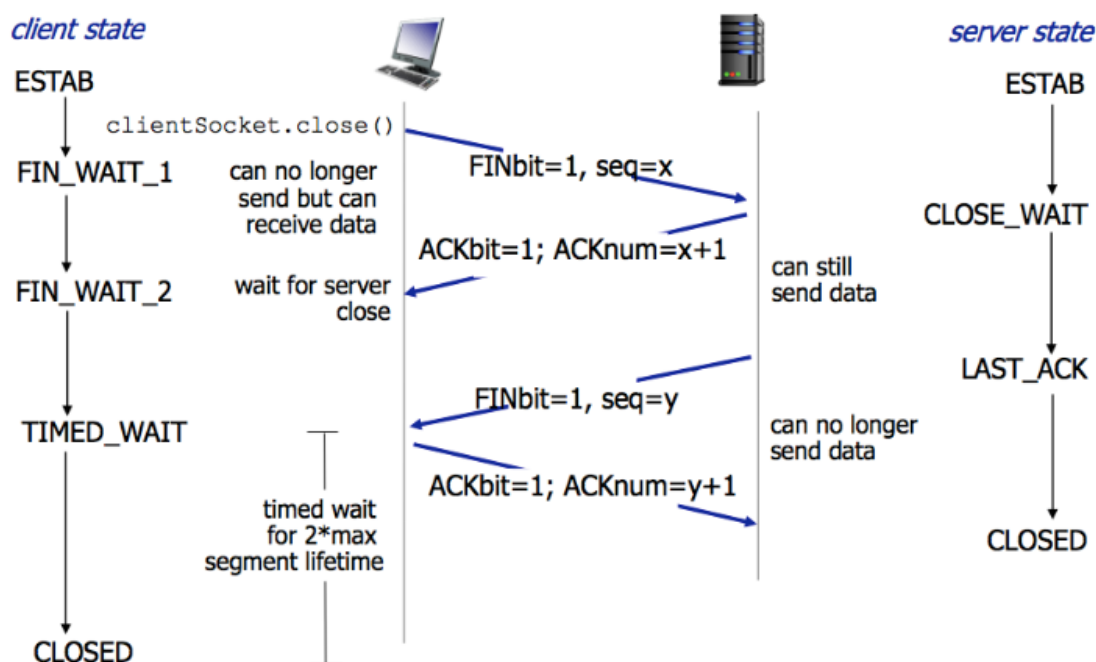 client state
server state
ESTAB
ESTAB
clientSocket.close()
FINbit=1, seq=x
FIN_WAIT_1
can no longer
send but can
receive data
CLOSE_WAIT
ACKbit=1; ACKnum=x+1
can still
send data
FIN_WAIT_2
wait for server
close
LAST_ACK
FINbit=1, seq=y
TIMED_WAIT
can no longer
send data
ACKbit=1; ACKnum=y+1
timed wait
for 2*max
segment lifetime
CLOSED
CLOSED